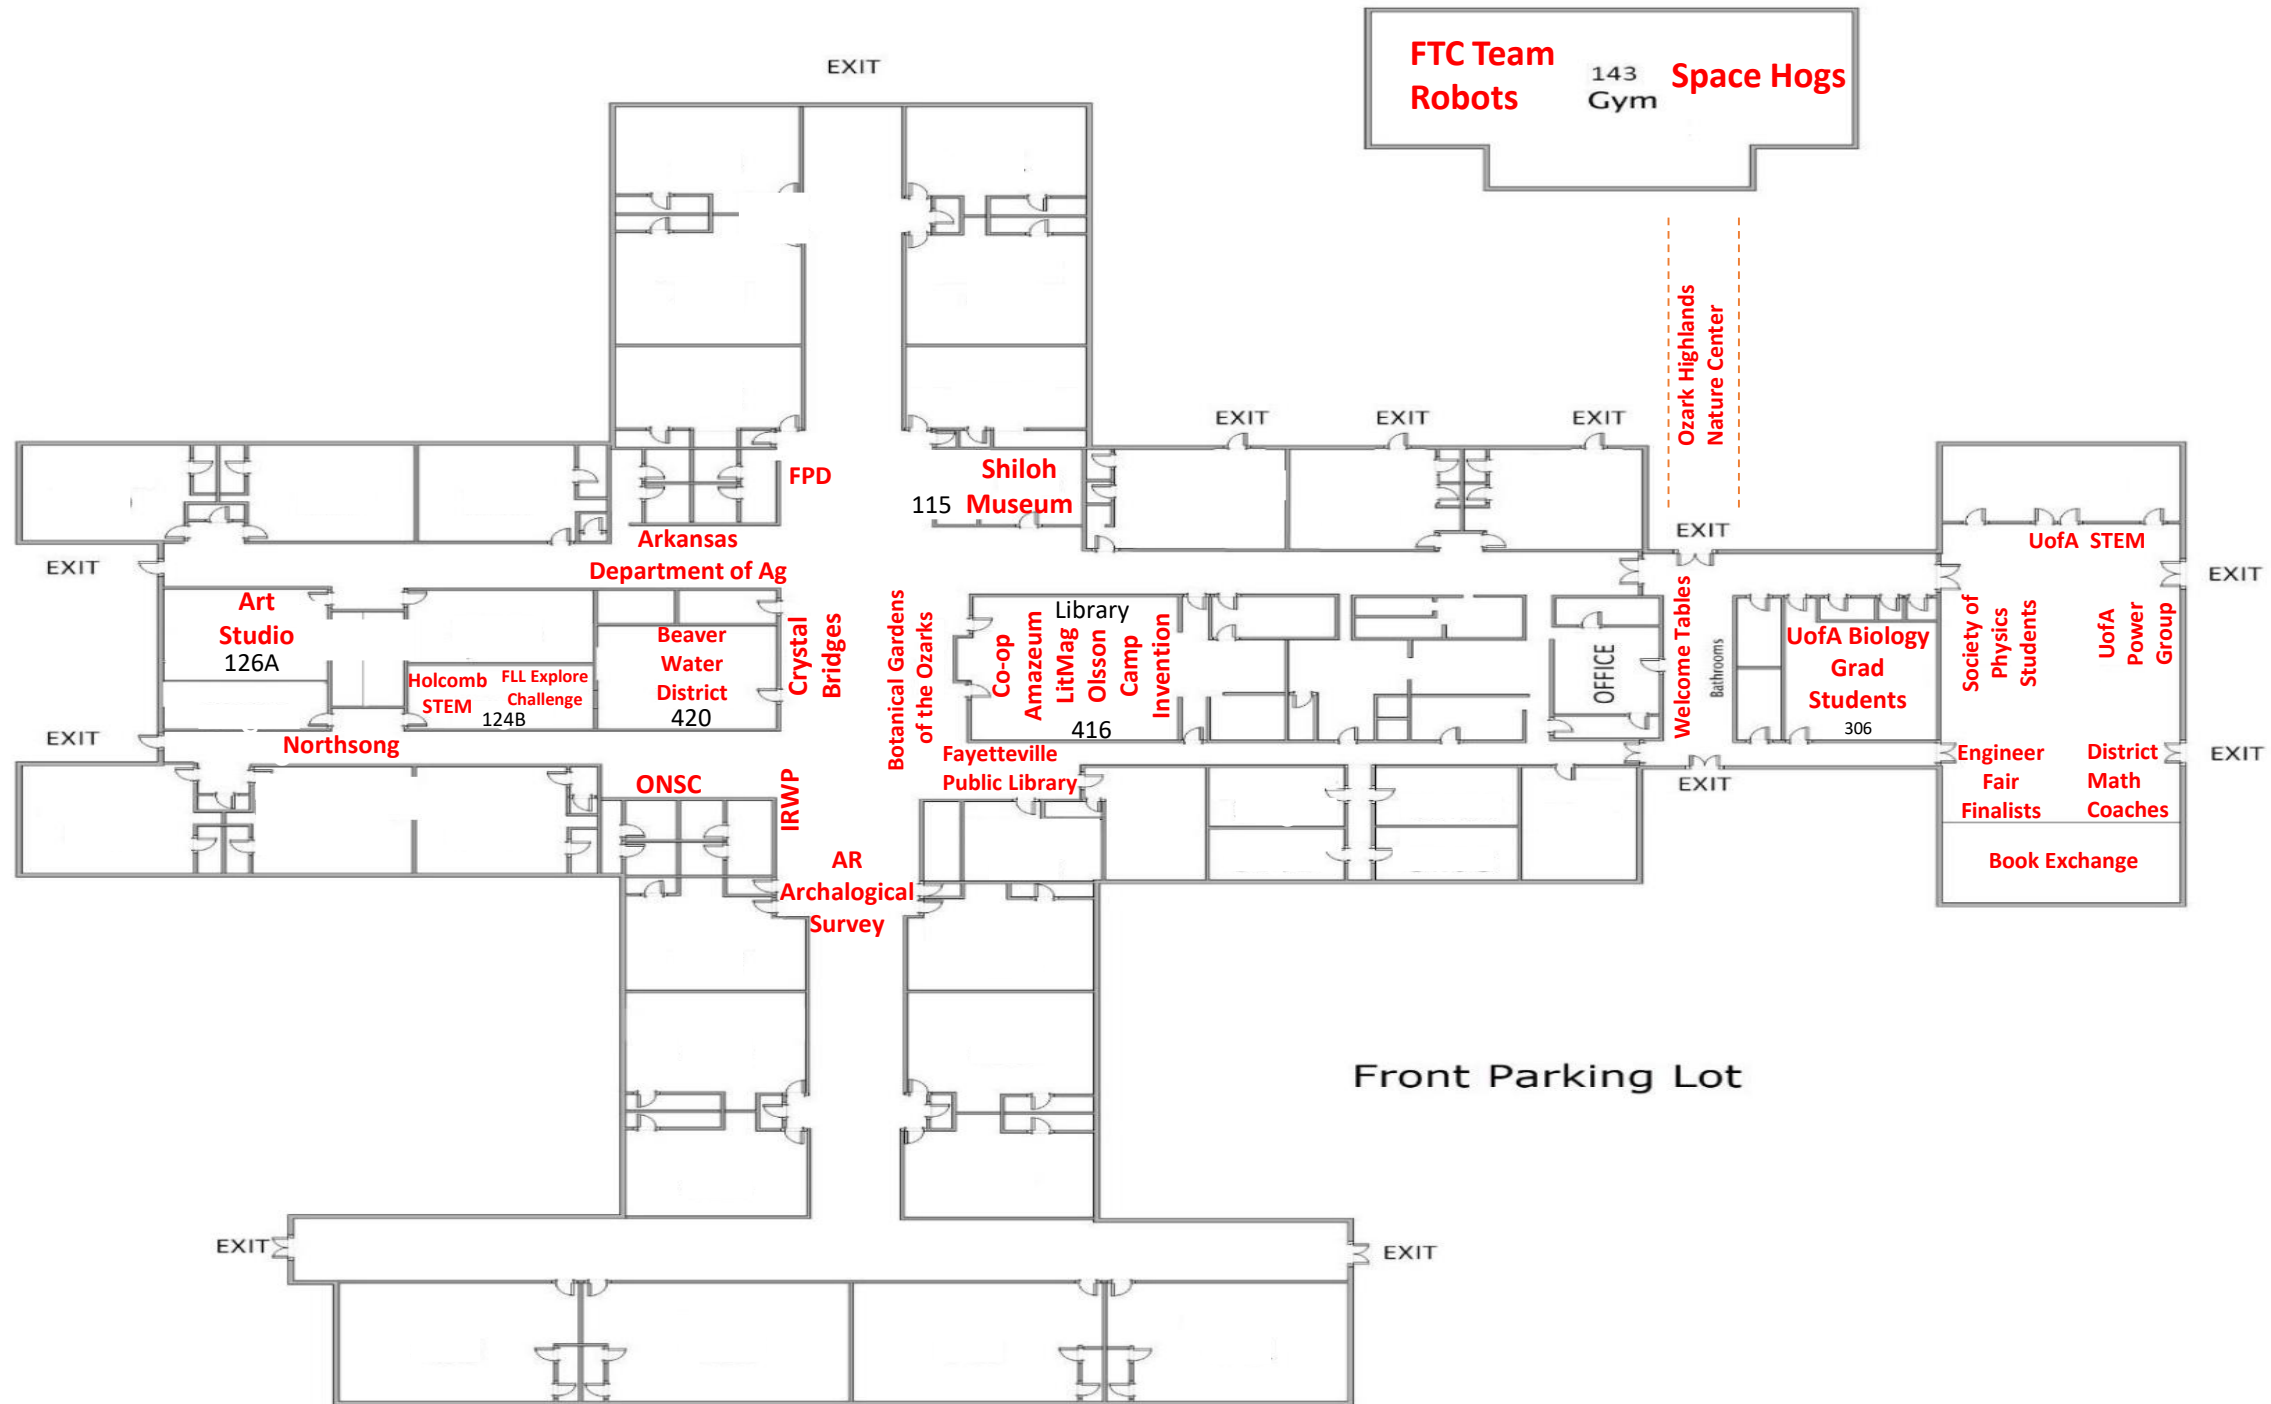 FTC Team
Robots
143
Gym
Space Hogs
EXIT
Ozark Highlands
Nature Center
EXIT
EXIT
EXIT
FPD
Shiloh
Museum
115
EXIT
Arkansas
Department of Ag
EXIT
UofA STEM
EXIT
Art
Studio
126A
Holcomb
STEM
FLL Explore
Challenge
124B
Beaver
Water
District
420
Crystal
Bridges
Botanical Gardens
of the Ozarks
Library
Co-op
Amazeum
LitMag
Olsson
Camp
Invention
416
OFFICE
Welcome Tables
Bathrooms
UofA Biology
Grad
Students
306
Society of
Physics
Students
UofA
Power
Group
EXIT
Northsong
ONSC
IRWP
Fayetteville
Public Library
EXIT
Engineer
Fair
Finalists
District
Math
Coaches
EXIT
Book Exchange
AR
Archalogical
Survey
Front Parking Lot
EXIT
EXIT